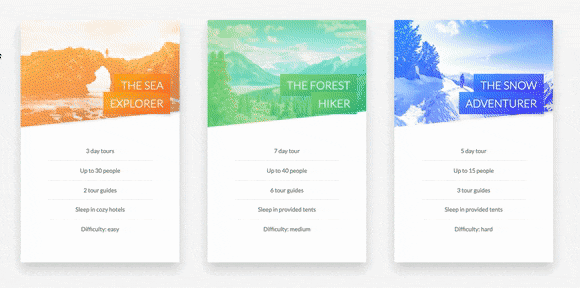 THE SEA
EXPLORER
3 day tours
Up to 30 people
2 tour guides
Sleep in cozy hotels
Difficulty: easy
THE FOREST
HIKER
7 day tour
Up to 40 people
6 tour guides
Sleep in provided tents
Difficulty: medium
THE SNOW
ADVENTURER
5 day tour
Up to 15 people
3 tour guides
Sleep in provided tents
Difficulty: hard